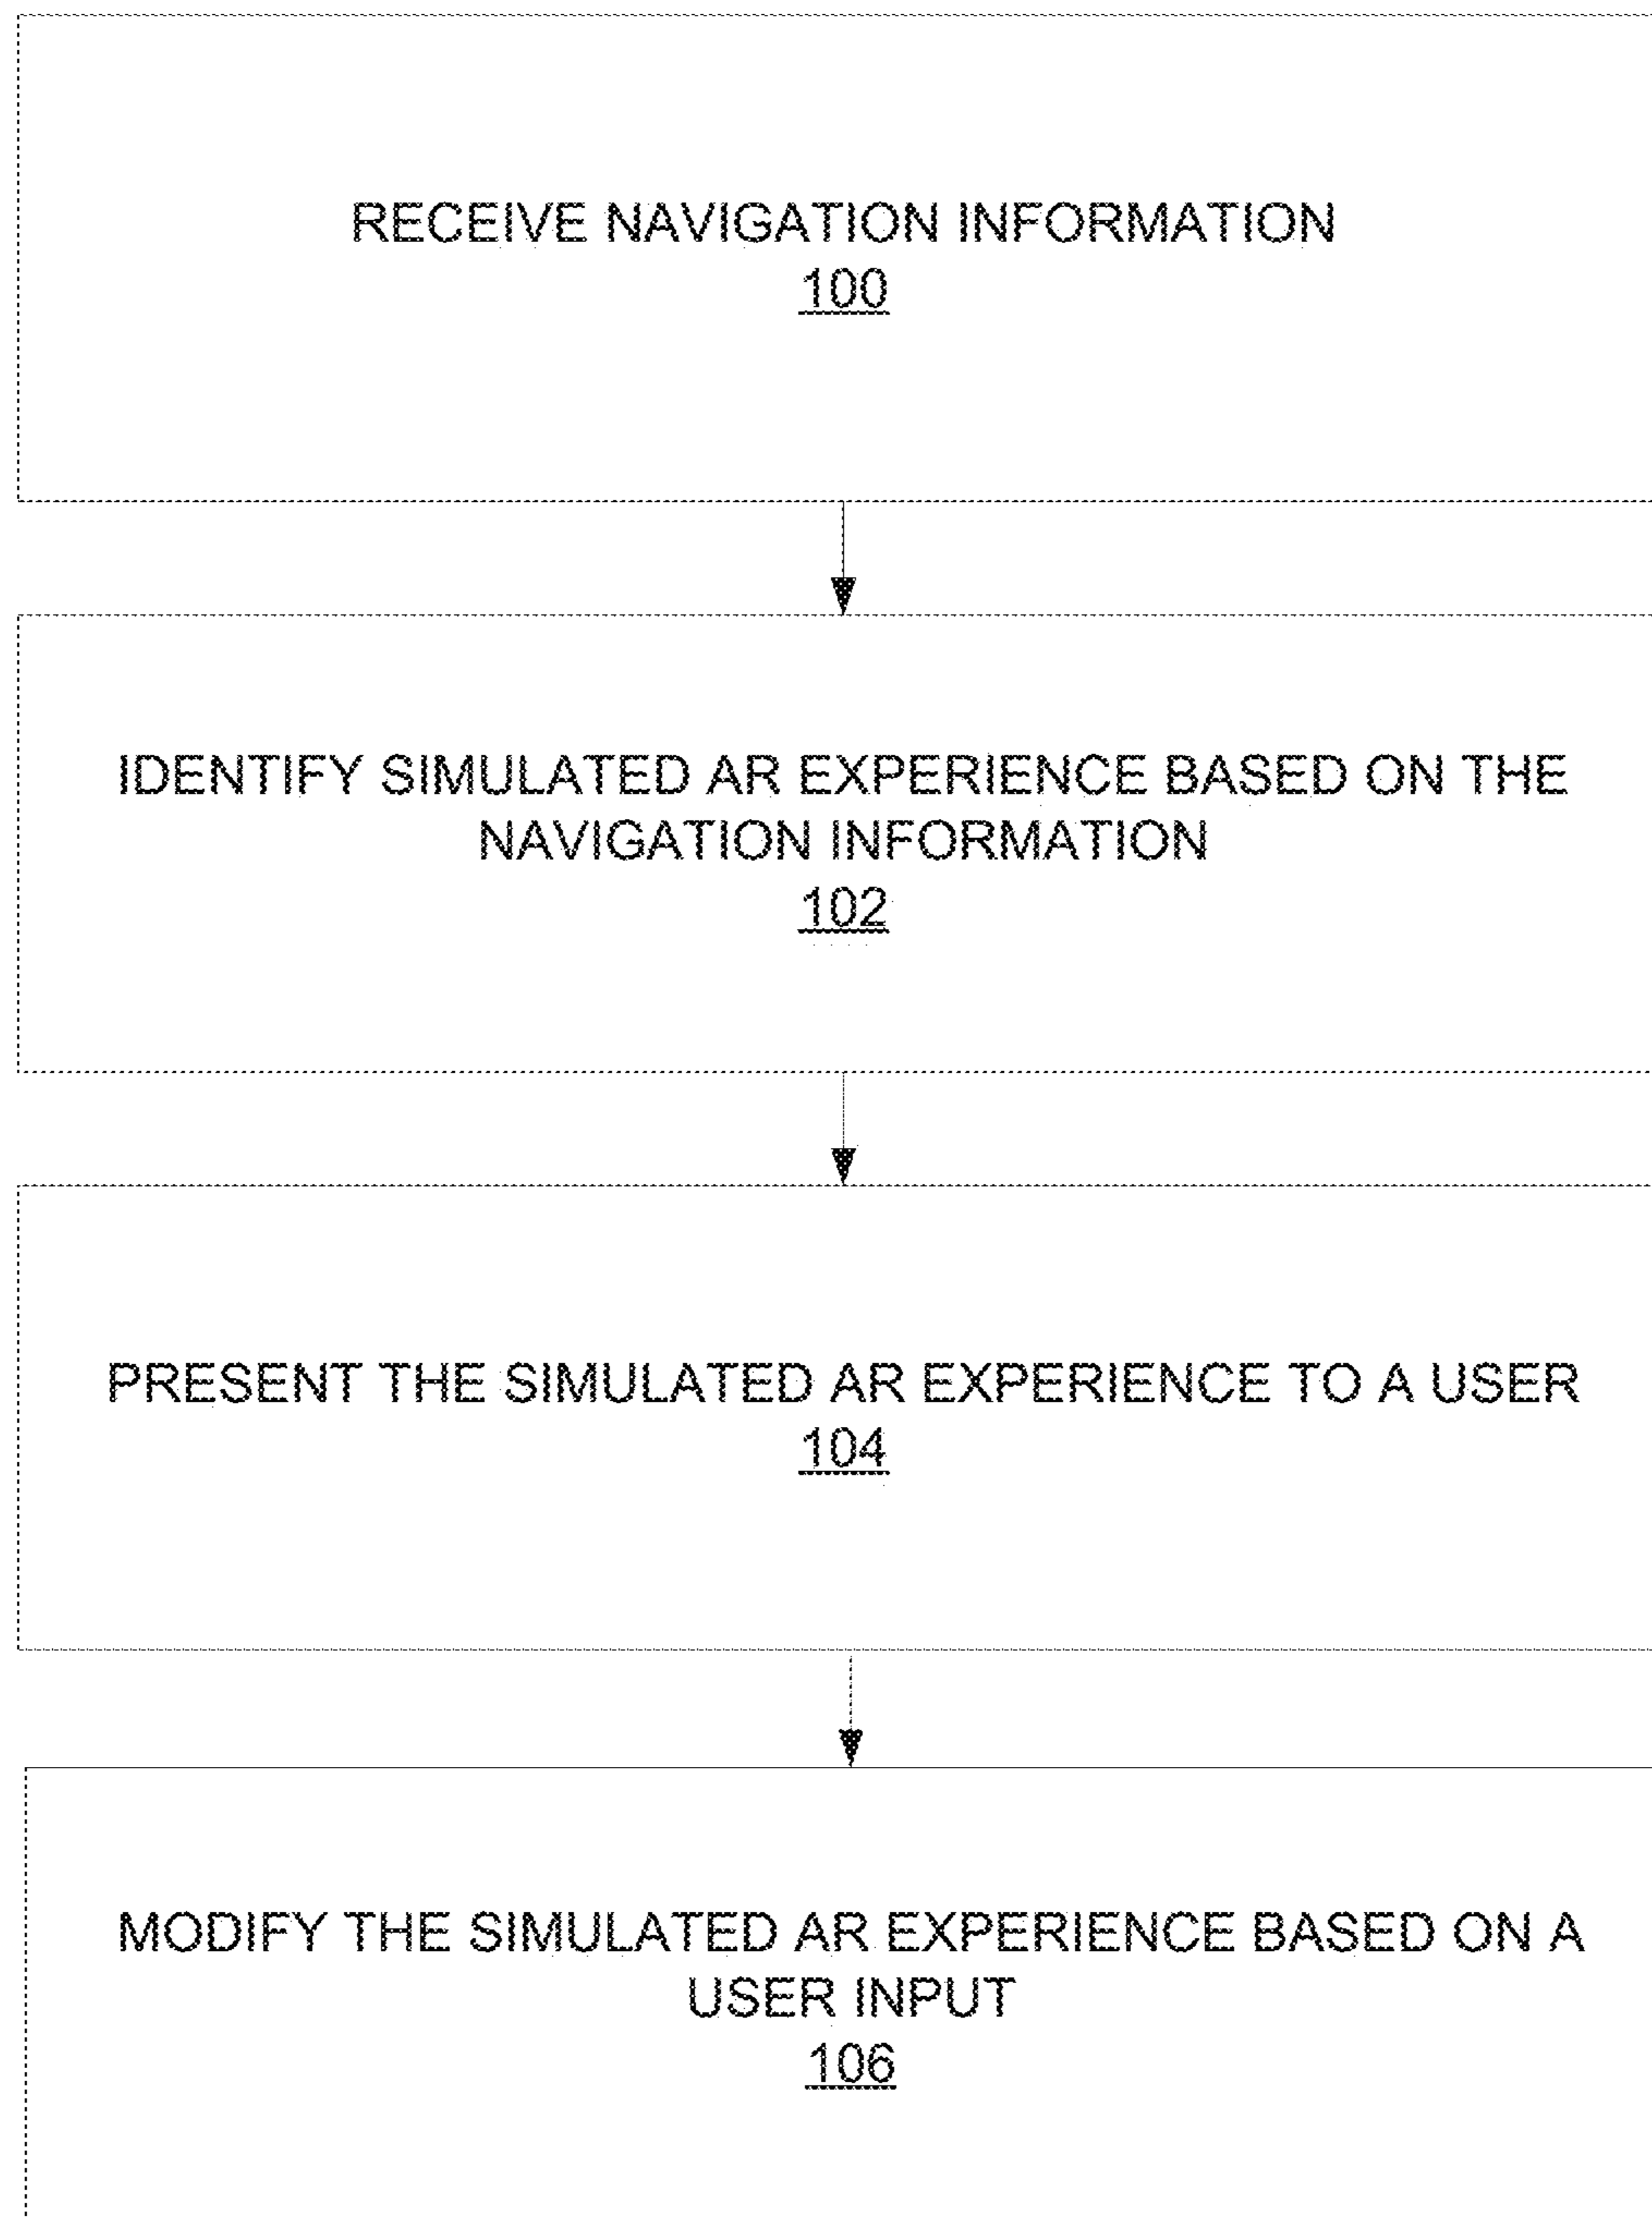 RECEIVE NAVIGATION INFORMATION
100
IDENTIFY SIMULATED AR EXPERIENCE BASED ON THE
NAVIGATION INFORMATION
102
PRESENT THE SIMULATED AR EXPERIENCE TO A USER
104
MODIFY THE SIMULATED AR EXPERIENCE BASED ON A
USER INPUT
106